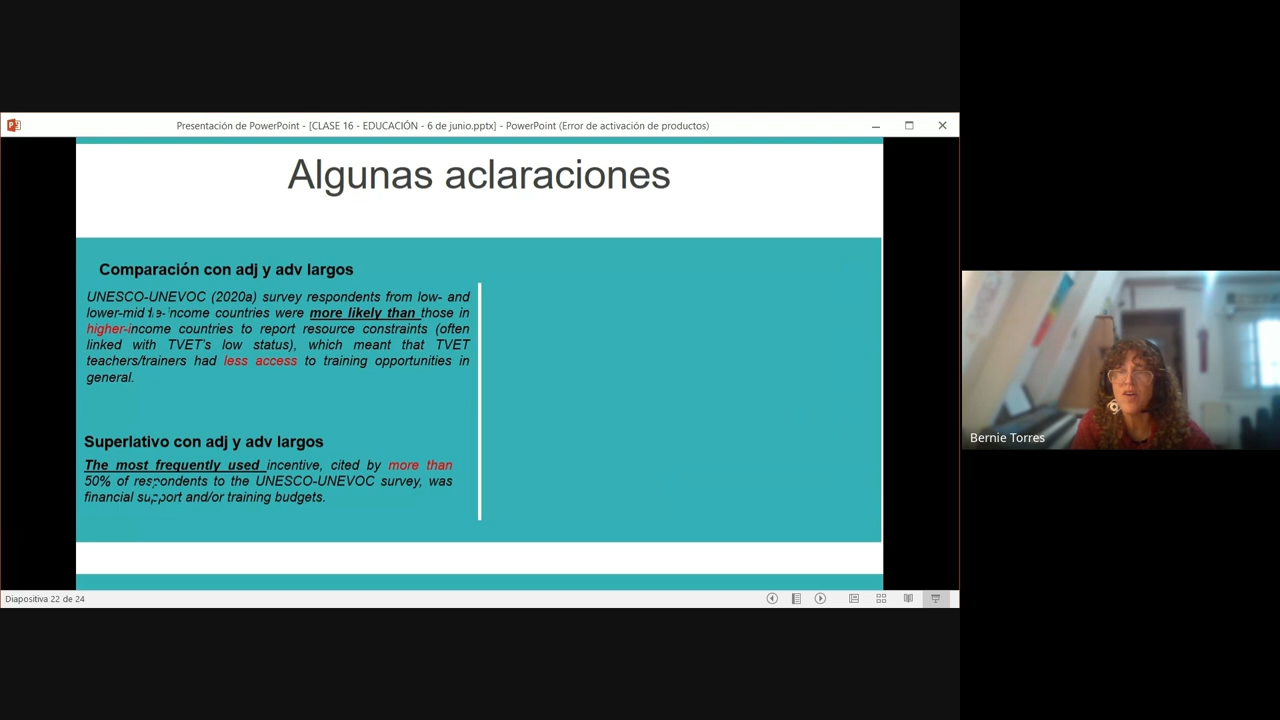 Presentación de PowerPoint - [CLASE 16 - EDUCACIÓN - 6 de junio.pptx] - PowerPoint (Error de activación de productos)
Algunas aclaraciones
Comparación con adj y adv largos
UNESCO-UNEVOC (2020a) survey respondents from low- and
lower-middle-income countries were more likely than those in
higher-income countries to report resource constraints (often
linked with TVET's low status), which meant that TVET
teachers/trainers had less access to training opportunities in
general.
Superlativo con adj y adv largos
The most frequently used incentive, cited by more than
50% of respondents to the UNESCO-UNEVOC survey, was
financial support and/or training budgets.
Bernie Torres
Diapositiva 22 de 24